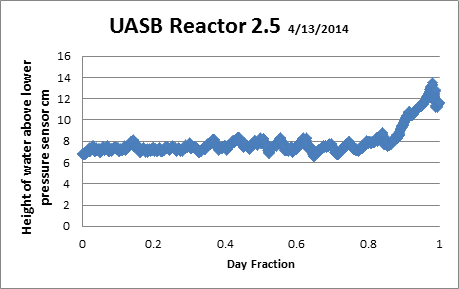 UASB Reactor 2.5 4/13/2014
Height of water above lower
pressure sensor cm
16
14
12
10
8
6
4
2
0
0 0.2 0.4 0.6 0.8 1
Day Fraction